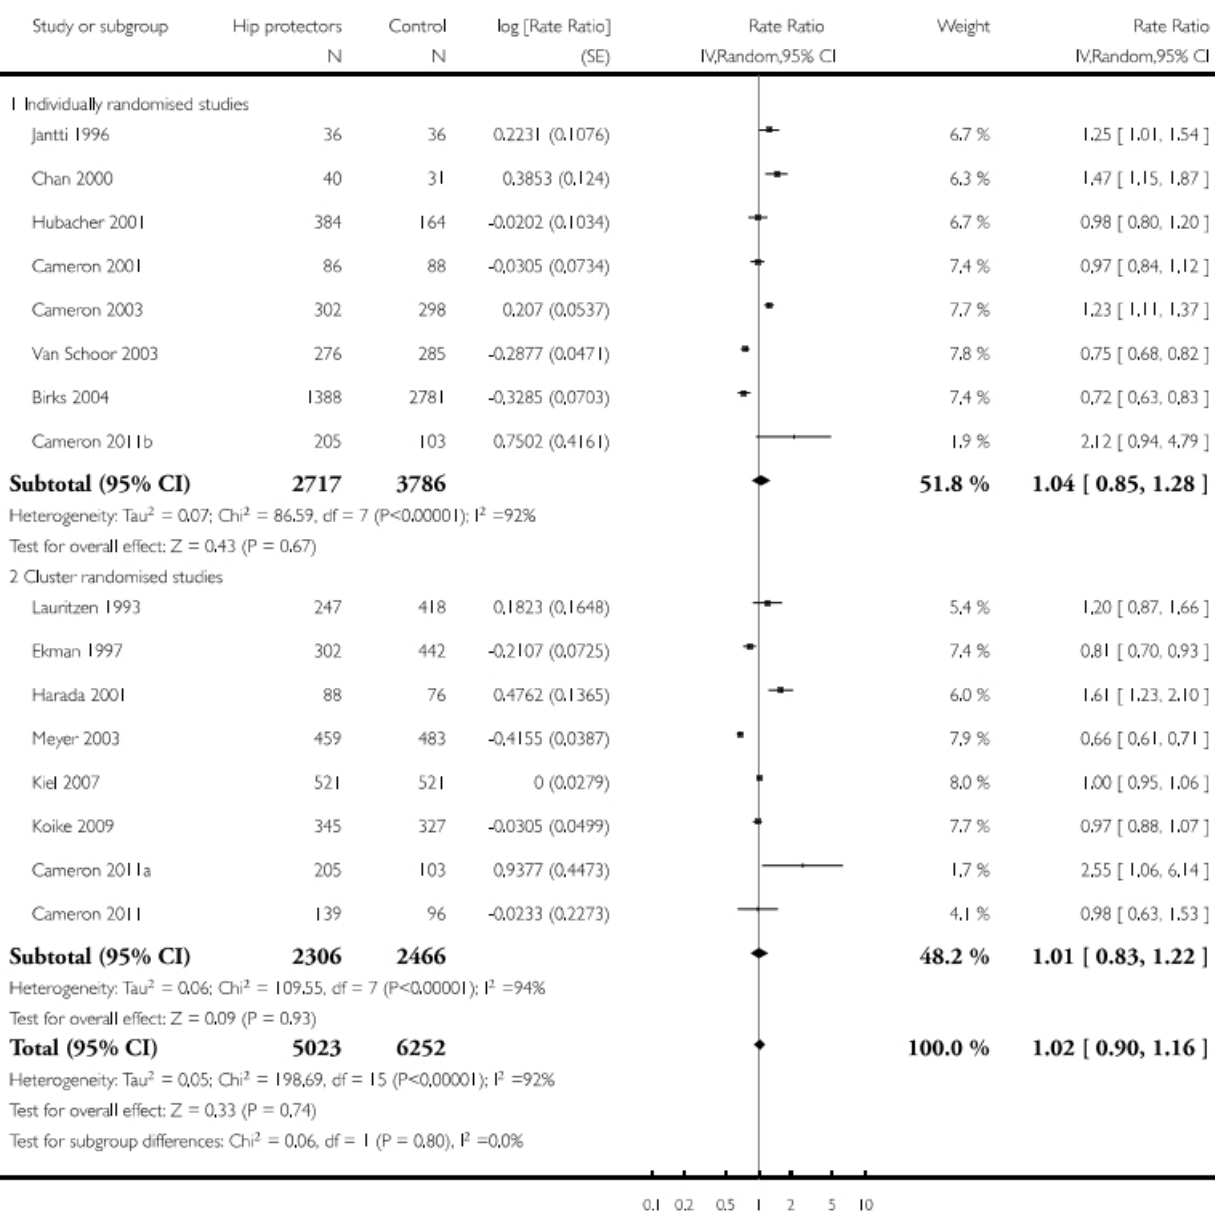 Study or subgroup Hip protectors Control log [Rate Ratio] Rate Ratio Weight Rate Ratio
N N (SE) IV,Random,95% CI IV,Random,95% CI
1 Individually randomised studies
Jantti 1996 36 36 0.2231 (0.1076) 6.7 % 1.25 [ 1.01, 1.54 ]
Chan 2000 40 31 0.3853 (0.124) 6.3 % 1.47 [ 1.15, 1.87 ]
Hubacher 2001 384 164 -0.0202 (0.1034) 6.7 % 0.98 [ 0.80, 1.20 ]
Cameron 2001 86 88 -0.0305 (0.0734) 7.4 % 0.97 [ 0.84, 1.12 ]
Cameron 2003 302 298 0.207 (0.0537) 7.7 % 1.23 [ 1.11, 1.37 ]
Van Schoor 2003 276 285 -0.2877 (0.0471) 7.8 % 0.75 [ 0.68, 0.82 ]
Birks 2004 1388 2781 -0.3285 (0.0703) 7.4 % 0.72 [ 0.63, 0.83 ]
Cameron 2011b 205 103 0.7502 (0.4161) 1.9 % 2.12 [ 0.94, 4.79 ]
Subtotal (95% CI) 2717 3786 51.8 % 1.04 [ 0.85, 1.28 ]
Heterogeneity: Tau² = 0.07; Chi² = 86.59, df = 7 (P<0.00001); I² =92%
Test for overall effect: Z = 0.43 (P = 0.67)
2 Cluster randomised studies
Lauritzen 1993 247 418 0.1823 (0.1648) 5.4 % 1.20 [ 0.87, 1.66 ]
Ekman 1997 302 442 -0.2107 (0.0725) 7.4 % 0.81 [ 0.70, 0.93 ]
Harada 2001 88 76 0.4762 (0.1365) 6.0 % 1.61 [ 1.23, 2.10 ]
Meyer 2003 459 483 -0.4155 (0.0387) 7.9 % 0.66 [ 0.61, 0.71 ]
Kiel 2007 521 521 0 (0.0279) 8.0 % 1.00 [ 0.95, 1.06 ]
Koike 2009 345 327 -0.0305 (0.0499) 7.7 % 0.97 [ 0.88, 1.07 ]
Cameron 2011a 205 103 0.9377 (0.4473) 1.7 % 2.55 [ 1.06, 6.14 ]
Cameron 2011 139 96 -0.0233 (0.2273) 4.1 % 0.98 [ 0.63, 1.53 ]
Subtotal (95% CI) 2306 2466 48.2 % 1.01 [ 0.83, 1.22 ]
Heterogeneity: Tau² = 0.06; Chi² = 109.55, df = 7 (P<0.00001); I² =94%
Test for overall effect: Z = 0.09 (P = 0.93)
Total (95% CI) 5023 6252 100.0 % 1.02 [ 0.90, 1.16 ]
Heterogeneity: Tau² = 0.05; Chi² = 198.69, df = 15 (P<0.00001); I² =92%
Test for overall effect: Z = 0.33 (P = 0.74)
Test for subgroup differences: Chi² = 0.06, df = 1 (P = 0.80), I² =0.0%
0.1 0.2 0.5 1 2 5 10